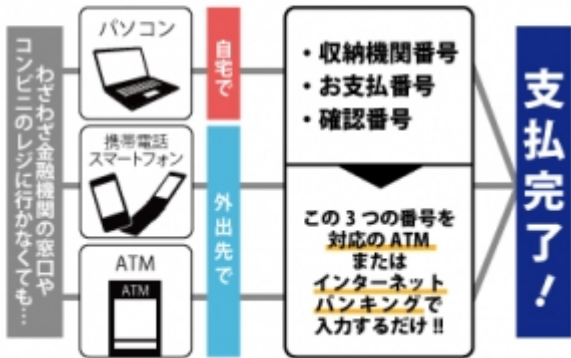 わざわざ金融機関の窓口や
コンビニのレジに行かなくても…
パソコン
携帯電話
スマートフォン
ATM
ATM
自宅で
外出先で
・収納機関番号
・お支払番号
・確認番号
この3つの番号を
対応のATM
または
インターネット
バンキングで
入力するだけ!!
支払完了!